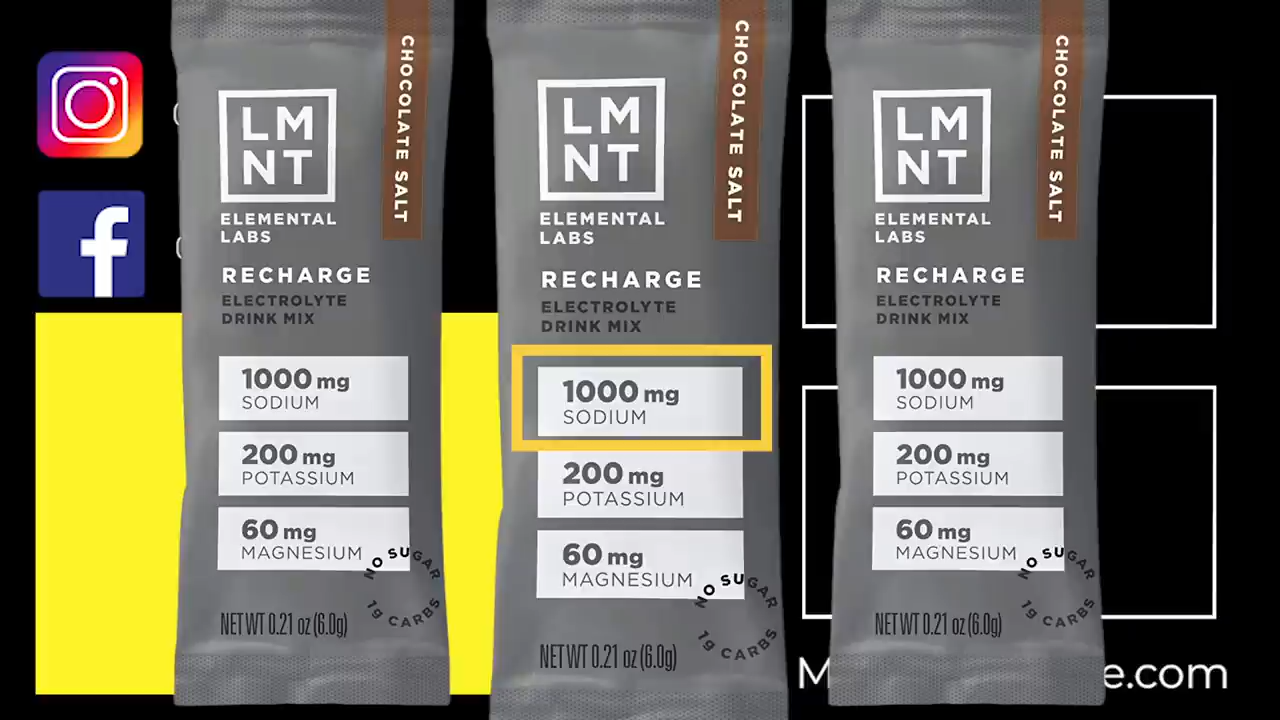 CHOCOLATE SALT
LM
NT
ELEMENTAL
LABS
RECHARGE
ELECTROLYTE
DRINK MIX
1000 mg
SODIUM
200 mg
POTASSIUM
60 mg
MAGNESIUM
NO SUGAR
1g CARBS
NET WT 0.21 oz (6.0g)
CHOCOLATE SALT
LM
NT
ELEMENTAL
LABS
RECHARGE
ELECTROLYTE
DRINK MIX
1000 mg
SODIUM
200 mg
POTASSIUM
60 mg
MAGNESIUM
NO SUGAR
1g CARBS
NET WT 0.21 oz (6.0g)
CHOCOLATE SALT
LM
NT
ELEMENTAL
LABS
RECHARGE
ELECTROLYTE
DRINK MIX
1000 mg
SODIUM
200 mg
POTASSIUM
60 mg
MAGNESIUM
NO SUGAR
1g CARBS
NET WT 0.21 oz (6.0g)